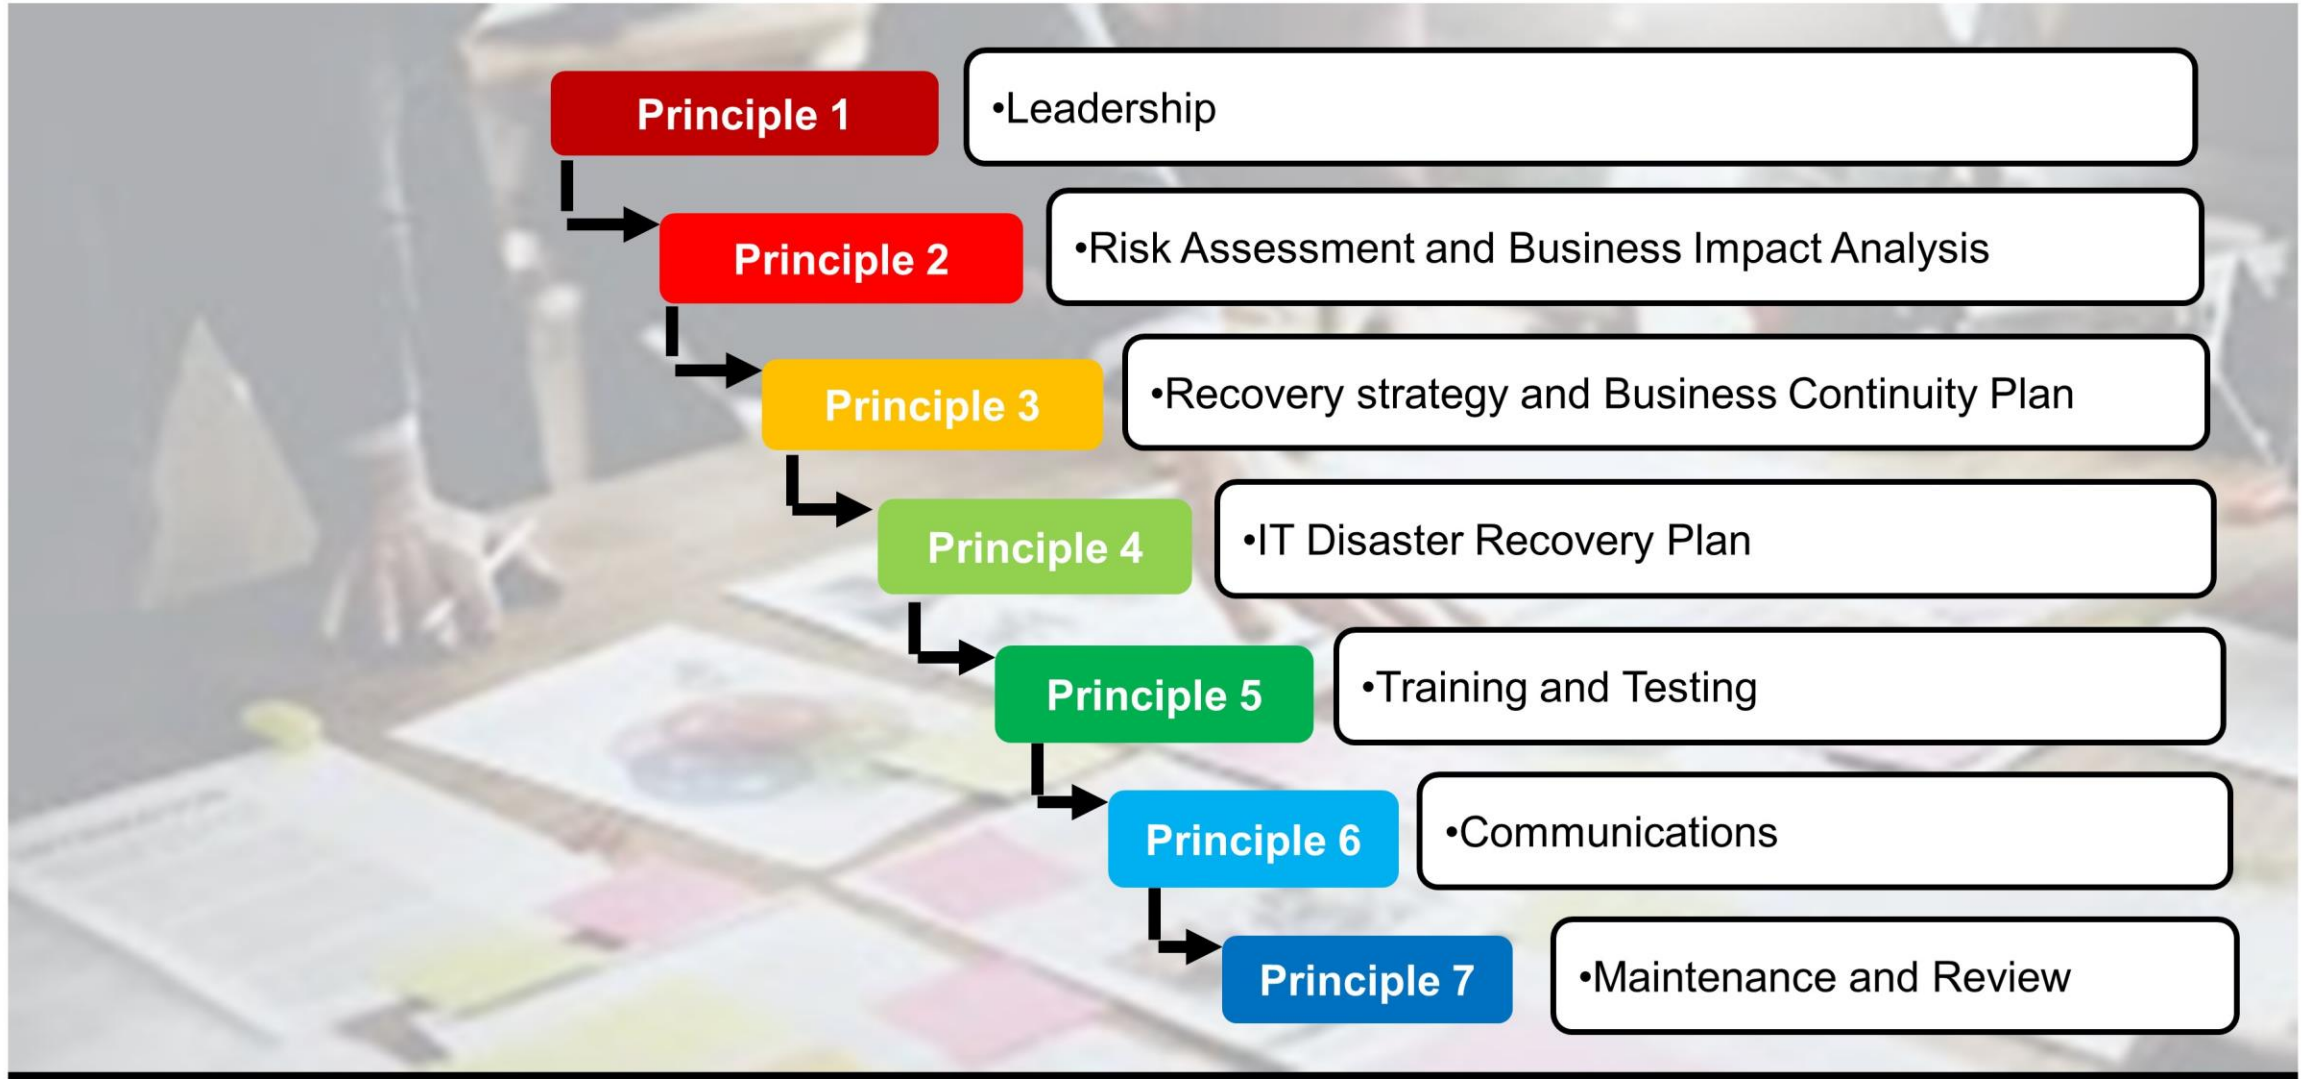 Principle 1
•Leadership
Principle 2
•Risk Assessment and Business Impact Analysis
Principle 3
•Recovery strategy and Business Continuity Plan
Principle 4
•IT Disaster Recovery Plan
Principle 5
•Training and Testing
Principle 6
•Communications
Principle 7
•Maintenance and Review